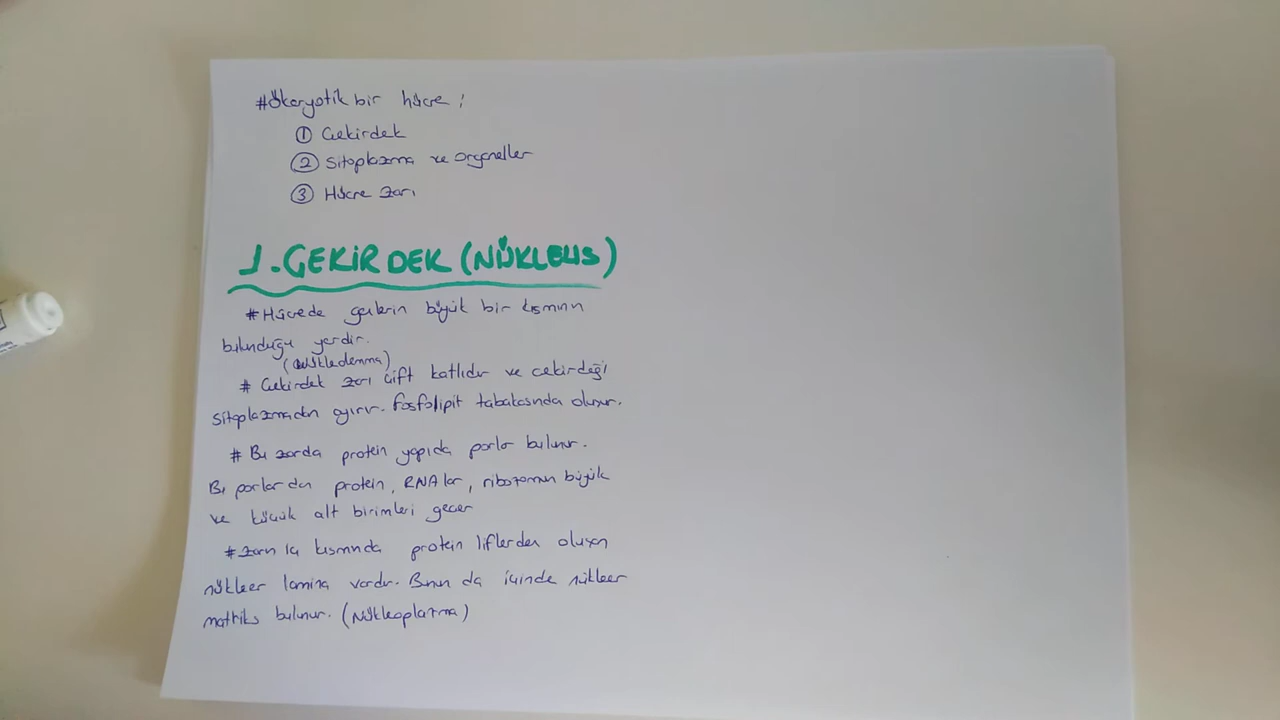 #Ökaryotik bir hücre;
① Çekirdek
② Sitoplazma ve organeller
③ Hücre zarı
1.ÇEKİRDEK (NÜKLEUS)
#Hücrede genlerin büyük bir kısmının
bulunduğu yerdir.
(nükledenma)
# Çekirdek zarı çift katlıdır ve çekirdeği
sitoplazmadan ayırır. Fosfolipit tabakasında oluşur.
# Bu zarda protein yapıda porlar bulunur.
Bu porlardan protein, RNAlar, ribozomun büyük
ve küçük alt birimleri geçer
#Zarın iç kısmında protein liflerden oluşan
nükleer lamina vardır. Bunun da içinde nükleer
matriks bulunur. (Nükleoplazma)